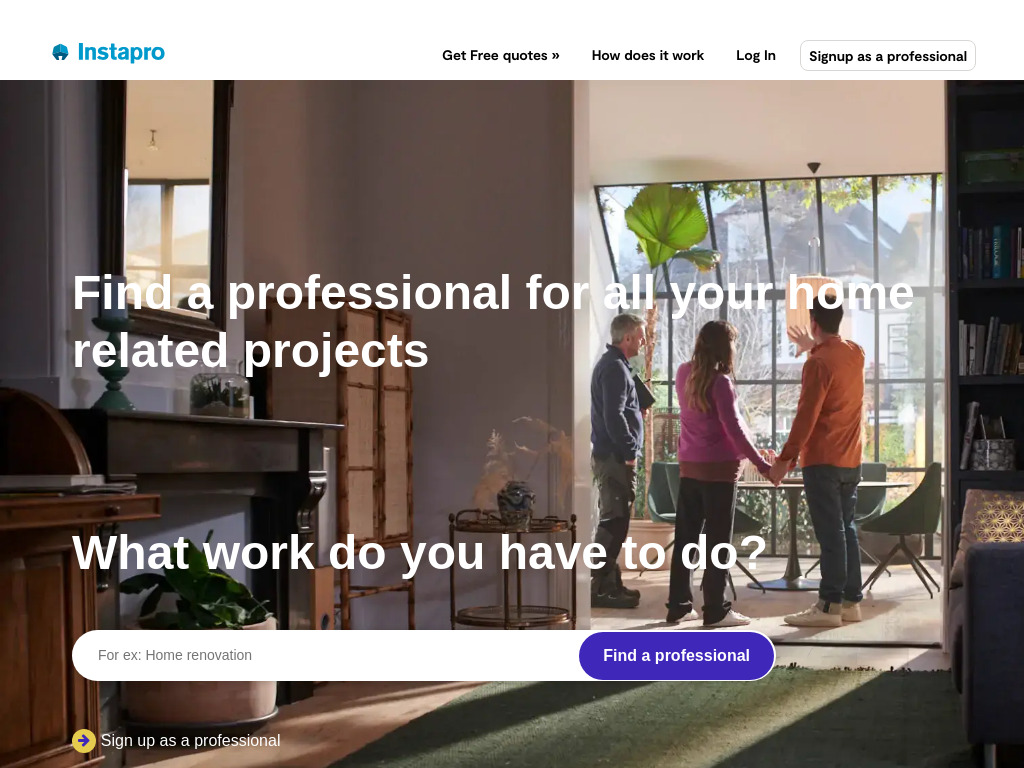 Instapro
Get Free quotes »
How does it work
Log In
Signup as a professional
Find a professional for all your home
related projects
What work do you have to do?
For ex: Home renovation
Find a professional
Sign up as a professional